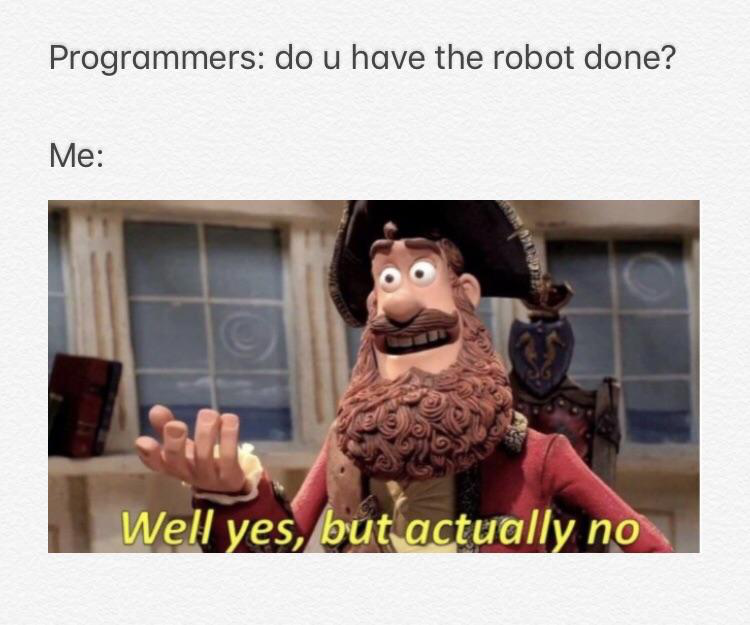 Programmers: do u have the robot done?
Me:
Well yes, but actually no